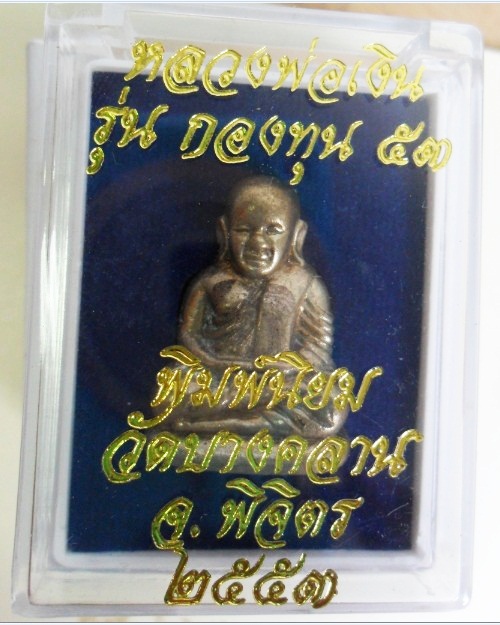 หลวงพ่อเงิน
รุ่น กองทุน ๕๓
พิมพ์นิยม
วัดบางคลาน
จ. พิจิตร
๒๕๕๓